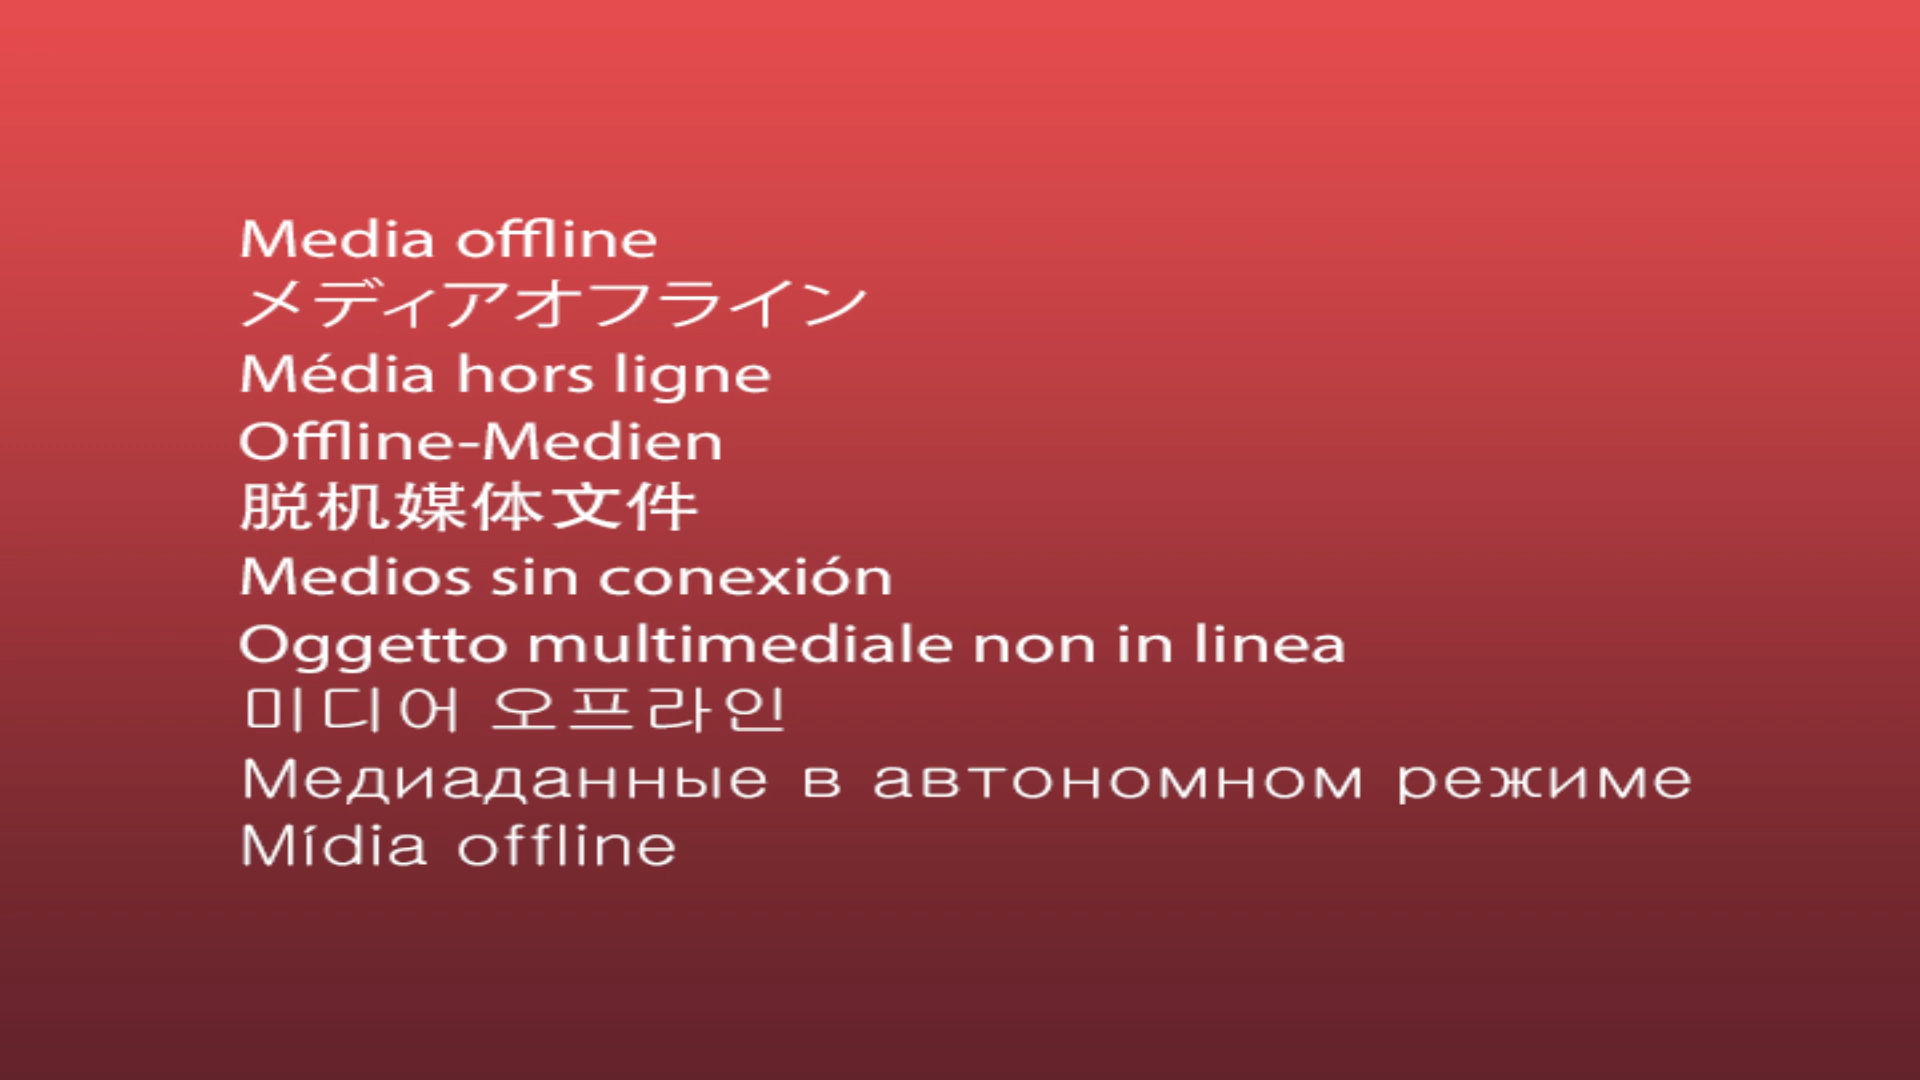 Media offline
メディアオフライン
Média hors ligne
Offline-Medien
脱机媒体文件
Medios sin conexión
Oggetto multimediale non in linea
미디어 오프라인
Медиаданные в автономном режиме
Mídia offline